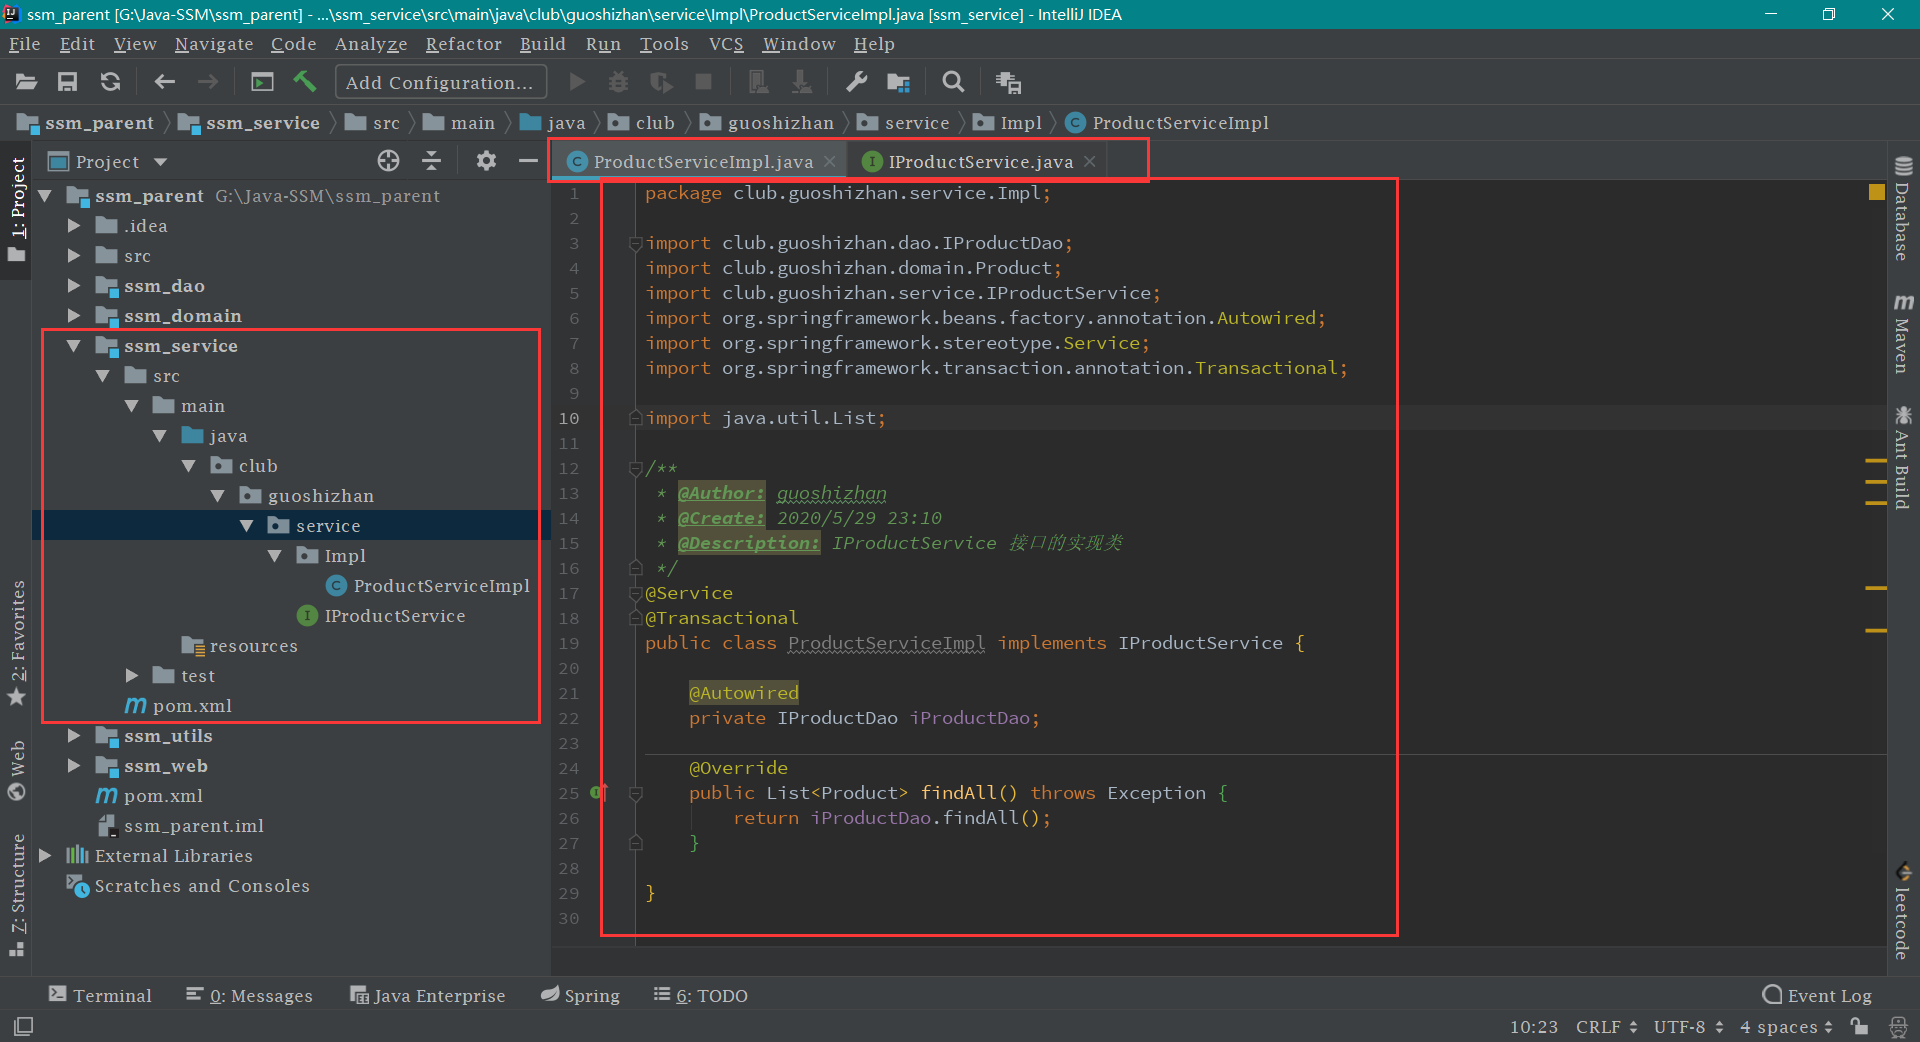 ssm_parent [G:\Java-SSM\ssm_parent] - ...\ssm_service\src\main\java\club\guoshizhan\service\Impl\ProductServiceImpl.java [ssm_service] - IntelliJ IDEA
File Edit View Navigate Code Analyze Refactor Build Run Tools VCS Window Help
Add Configuration...
ssm_parent ssm_service src main java club guoshizhan service Impl ProductServiceImpl
Project
ProductServiceImpl.java IProductService.java
1: Project
2: Favorites
Web
7: Structure
ssm_parent G:\Java-SSM\ssm_parent
.idea
src
ssm_dao
ssm_domain
ssm_service
src
main
java
club
guoshizhan
service
Impl
ProductServiceImpl
IProductService
resources
test
pom.xml
ssm_utils
ssm_web
pom.xml
ssm_parent.iml
External Libraries
Scratches and Consoles
1 package club.guoshizhan.service.Impl;
2
3 import club.guoshizhan.dao.IProductDao;
4 import club.guoshizhan.domain.Product;
5 import club.guoshizhan.service.IProductService;
6 import org.springframework.beans.factory.annotation.Autowired;
7 import org.springframework.stereotype.Service;
8 import org.springframework.transaction.annotation.Transactional;
9
10 import java.util.List;
11
12 /**
13 * @Author: guoshizhan
14 * @Create: 2020/5/29 23:10
15 * @Description: IProductService 接口的实现类
16 */
17 @Service
18 @Transactional
19 public class ProductServiceImpl implements IProductService {
20
21 @Autowired
22 private IProductDao iProductDao;
23
24 @Override
25 public List<Product> findAll() throws Exception {
26 return iProductDao.findAll();
27 }
28
29 }
30
Database
Maven
Ant Build
leetcode
Terminal 0: Messages Java Enterprise Spring 6: TODO Event Log
10:23 CRLF UTF-8 4 spaces